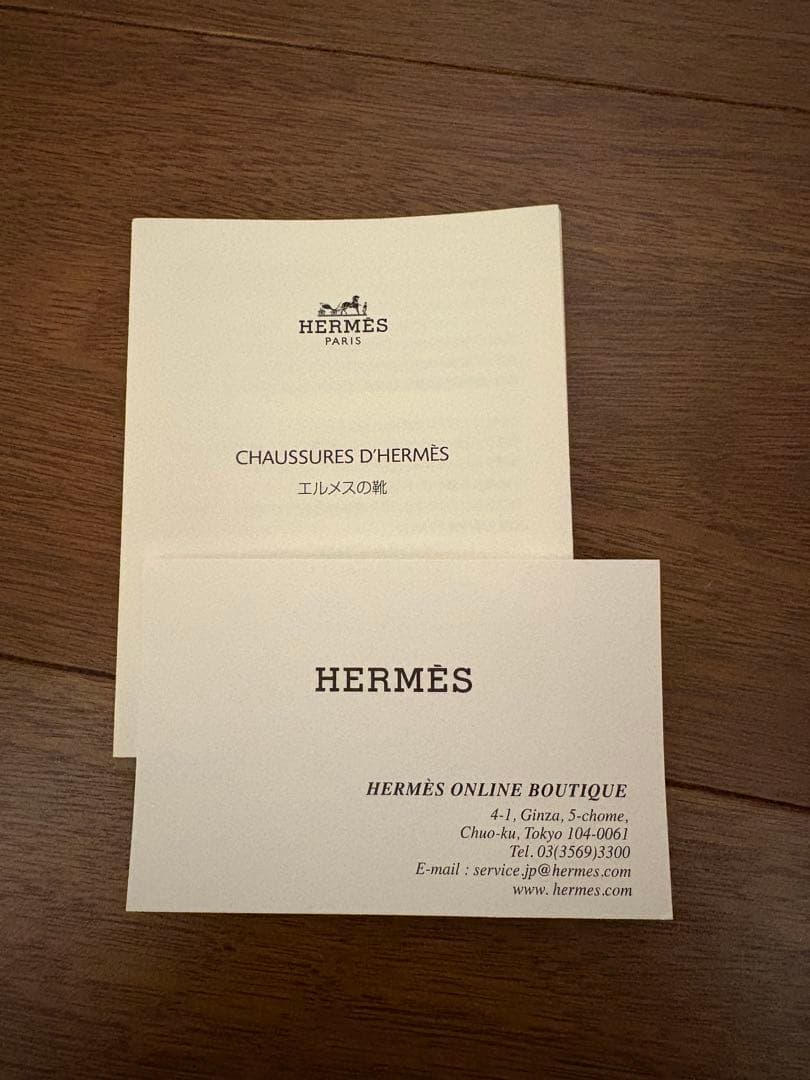 HERMÈS
PARIS
CHAUSSURES D'HERMÈS
エルメスの靴
HERMÈS
HERMÈS ONLINE BOUTIQUE
4-1, Ginza, 5-chome,
Chuo-ku, Tokyo 104-0061
Tel. 03(3569)3300
E-mail : service.jp@hermes.com
www. hermes.com